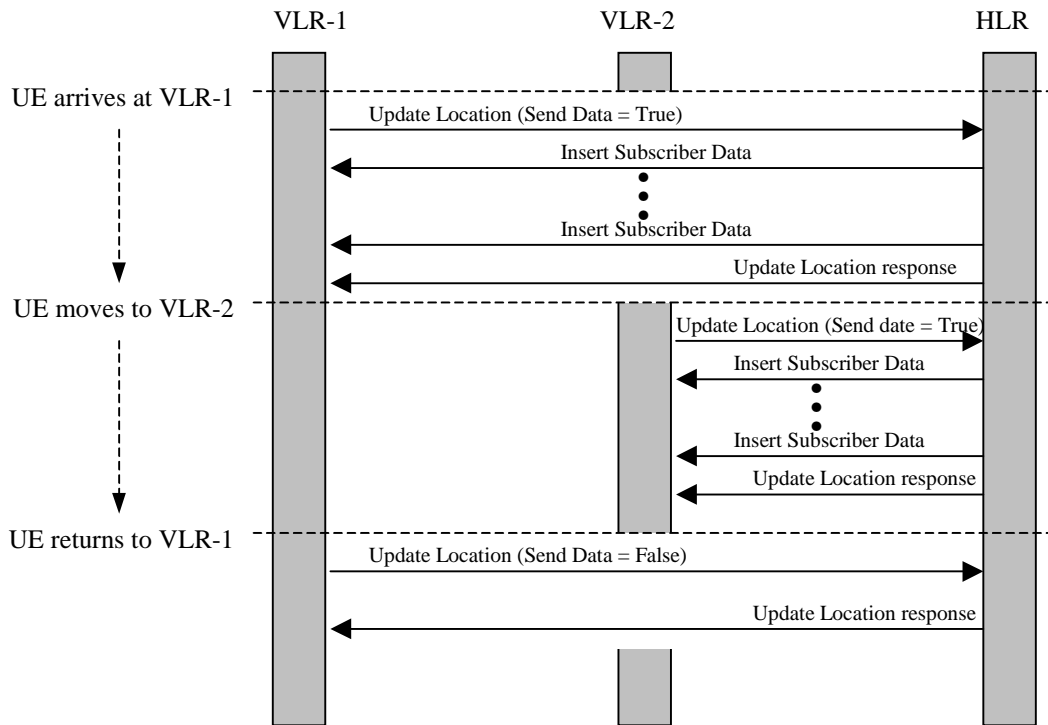 VLR-1 VLR-2 HLR
UE arrives at VLR-1
Update Location (Send Data = True)
Insert Subscriber Data
Insert Subscriber Data
Update Location response
UE moves to VLR-2
Update Location (Send date = True)
Insert Subscriber Data
Insert Subscriber Data
Update Location response
UE returns to VLR-1
Update Location (Send Data = False)
Update Location response